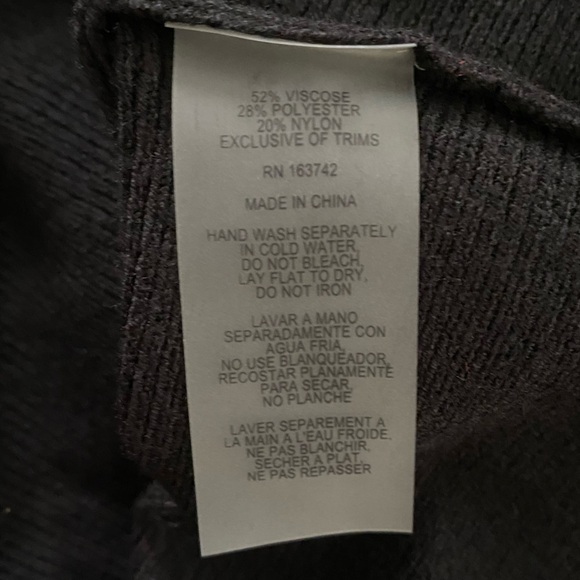 52% VISCOSE
28% POLYESTER
20% NYLON
EXCLUSIVE OF TRIMS
RN 163742
MADE IN CHINA
HAND WASH SEPARATELY
IN COLD WATER,
DO NOT BLEACH,
LAY FLAT TO DRY,
DO NOT IRON
LAVAR A MANO
SEPARADAMENTE CON
AGUA FRIA,
NO USE BLANQUEADOR,
RECOSTAR PLANAMENTE
PARA SECAR,
NO PLANCHE
LAVER SEPAREMENT A
LA MAIN A L'EAU FROIDE,
NE PAS BLANCHIR,
SECHER A PLAT,
NE PAS REPASSER